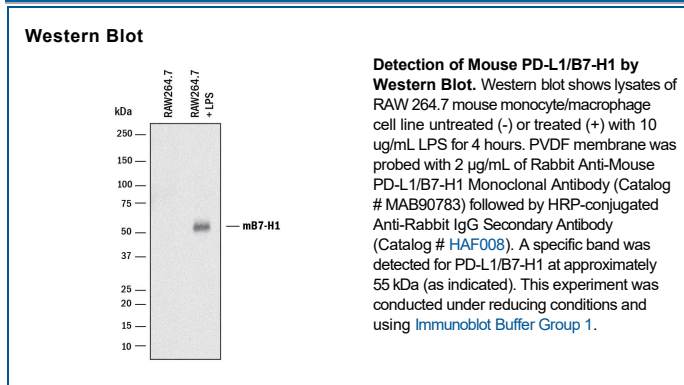 Western Blot
RAW264.7
RAW264.7
+ LPS
kDa
250
150
100
75
50
37
25
20
15
10
mB7-H1
Detection of Mouse PD-L1/B7-H1 by
Western Blot. Western blot shows lysates of
RAW 264.7 mouse monocyte/macrophage
cell line untreated (-) or treated (+) with 10
ug/mL LPS for 4 hours. PVDF membrane was
probed with 2 µg/mL of Rabbit Anti-Mouse
PD-L1/B7-H1 Monoclonal Antibody (Catalog
# MAB90783) followed by HRP-conjugated
Anti-Rabbit IgG Secondary Antibody
(Catalog # HAF008). A specific band was
detected for PD-L1/B7-H1 at approximately
55 kDa (as indicated). This experiment was
conducted under reducing conditions and
using Immunoblot Buffer Group 1.